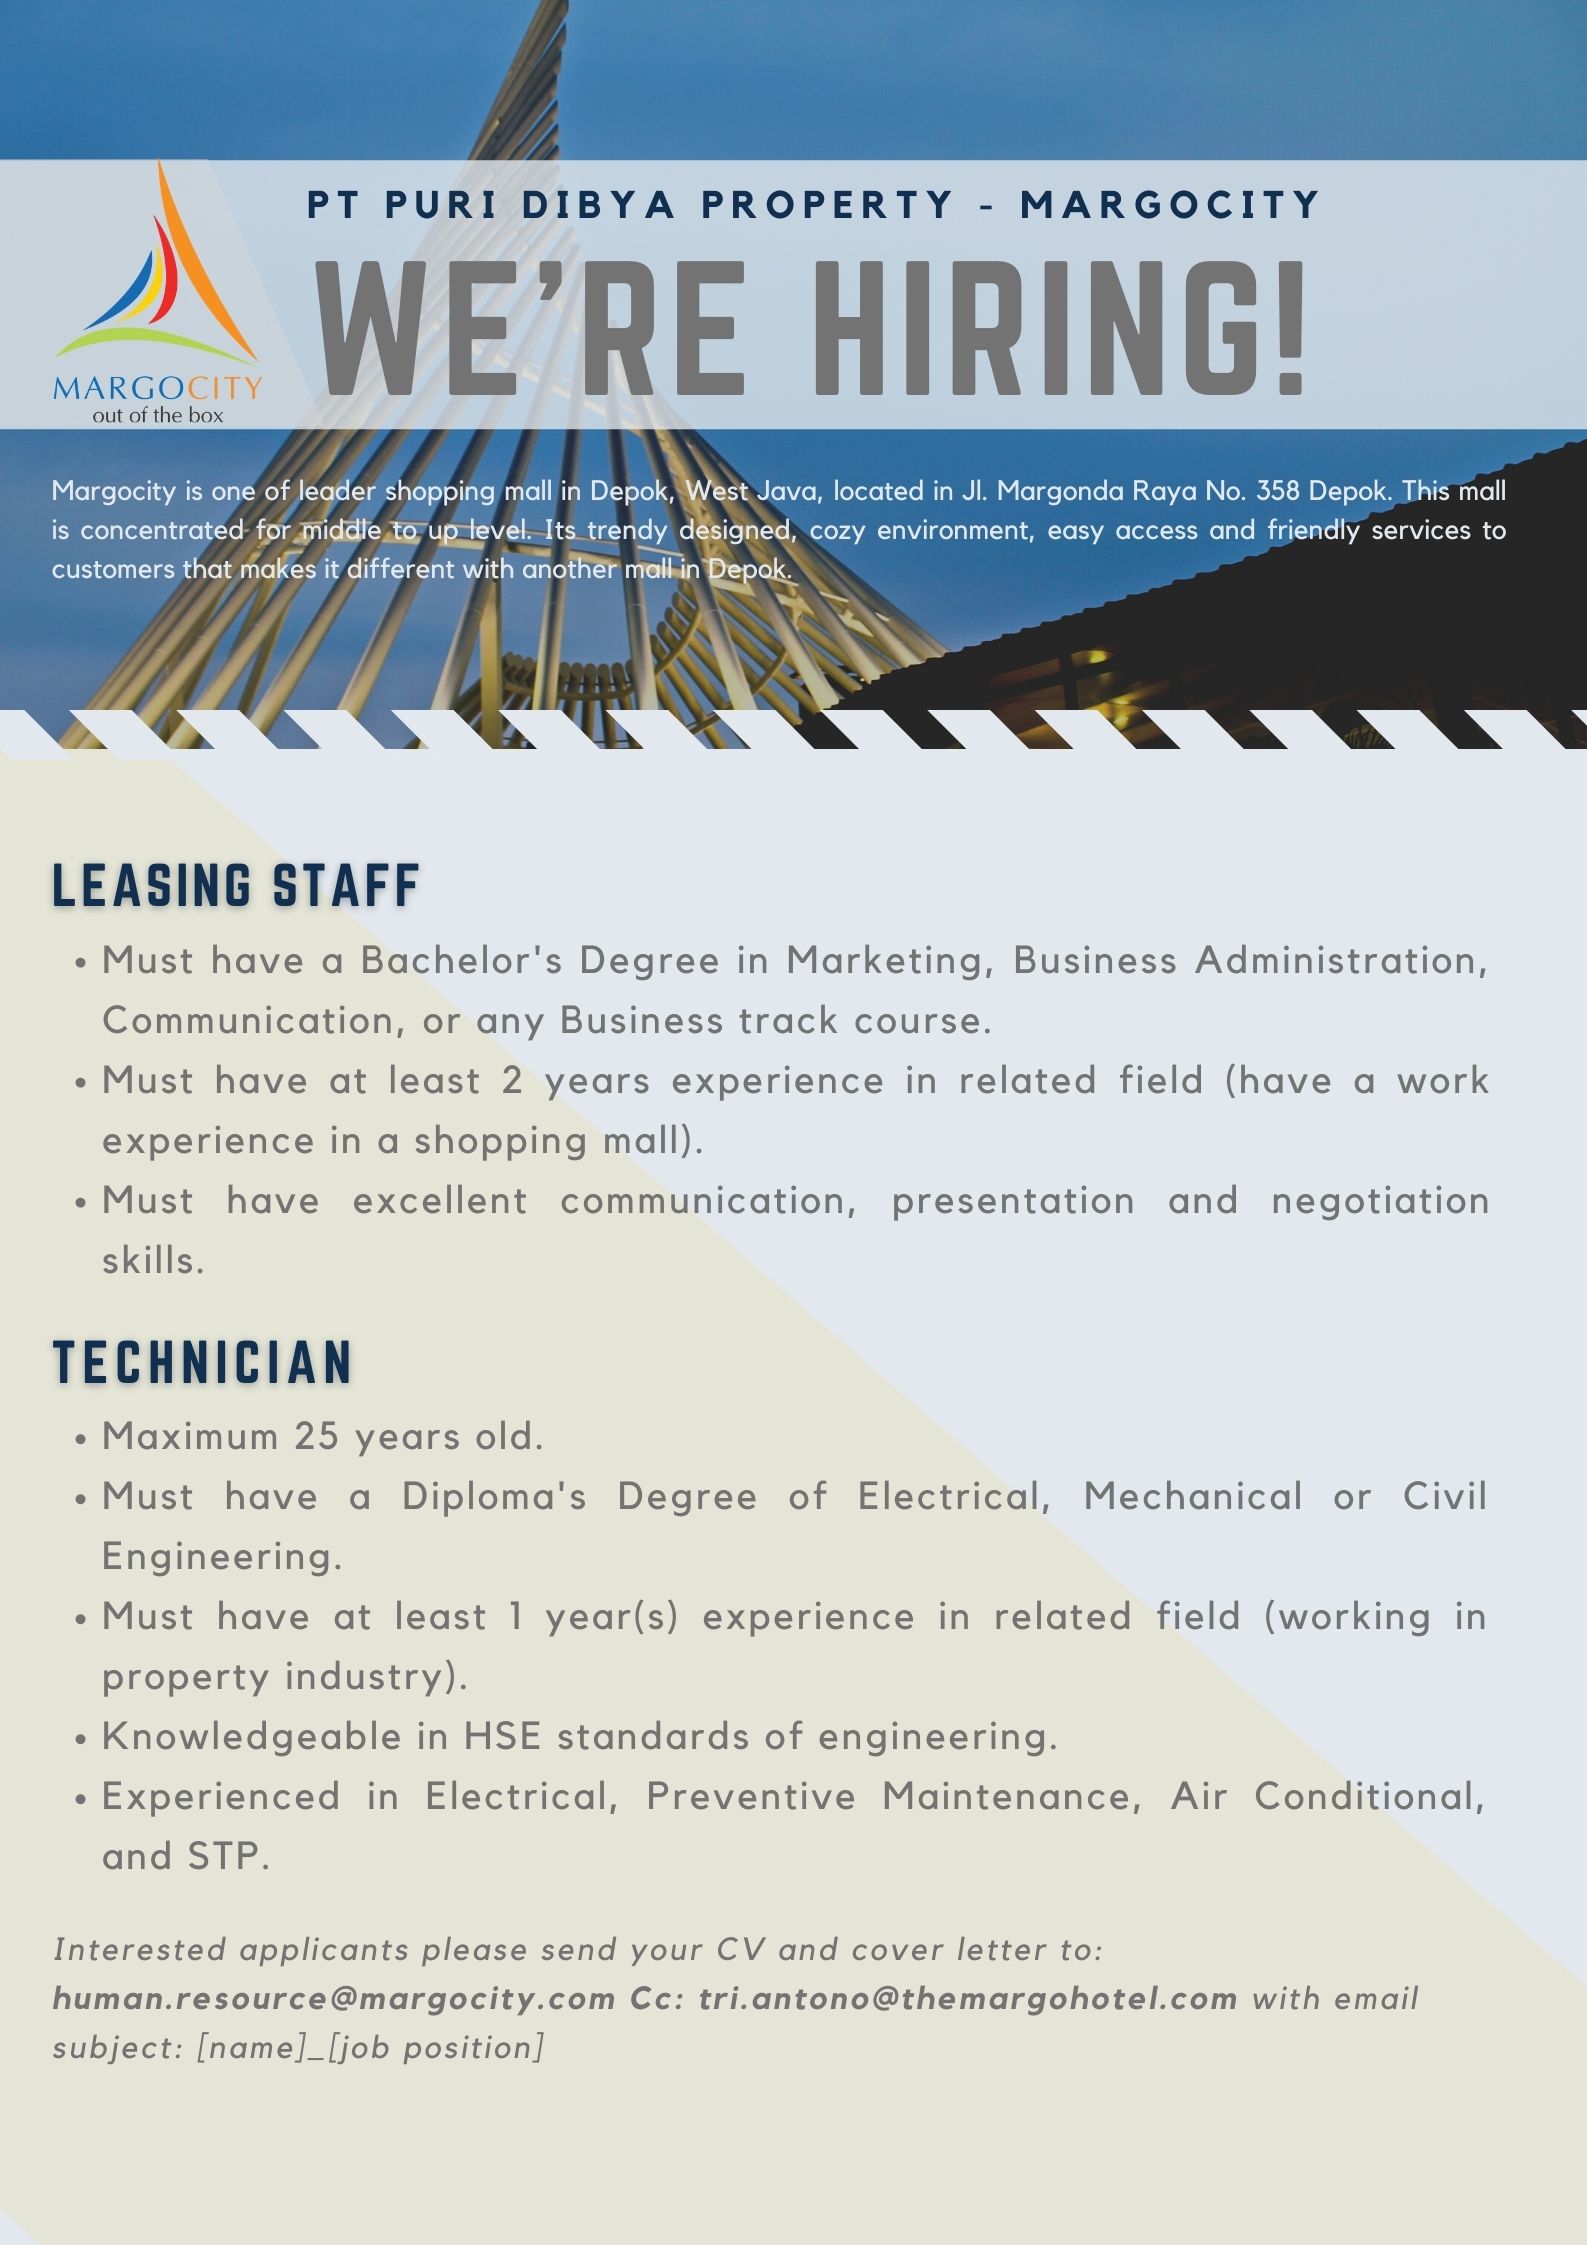 PT PURI DIBYA PROPERTY - MARGOCITY
WE'RE HIRING!
MARGOCITY
out of the box
Margocity is one of leader shopping mall in Depok, West Java, located in Jl. Margonda Raya No. 358 Depok. This mall
is concentrated for middle to up level. Its trendy designed, cozy environment, easy access and friendly services to
customers that makes it different with another mall in Depok.
LEASING STAFF
• Must have a Bachelor's Degree in Marketing, Business Administration,
Communication, or any Business track course.
• Must have at least 2 years experience in related field (have a work
experience in a shopping mall).
• Must have excellent communication, presentation and negotiation
skills.
TECHNICIAN
• Maximum 25 years old.
• Must have a Diploma's Degree of Electrical, Mechanical or Civil
Engineering.
• Must have at least 1 year(s) experience in related field (working in
property industry).
• Knowledgeable in HSE standards of engineering.
• Experienced in Electrical, Preventive Maintenance, Air Conditional,
and STP.
Interested applicants please send your CV and cover letter to:
human.resource@margocity.com Cc: tri.antono@themargohotel.com with email
subject: [name]_[job position]